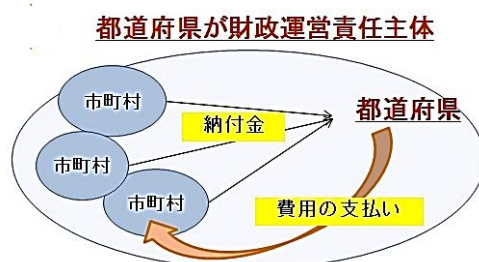 都道府県が財政運営責任主体
市町村
納付金
都道府県
市町村
市町村
費用の支払い